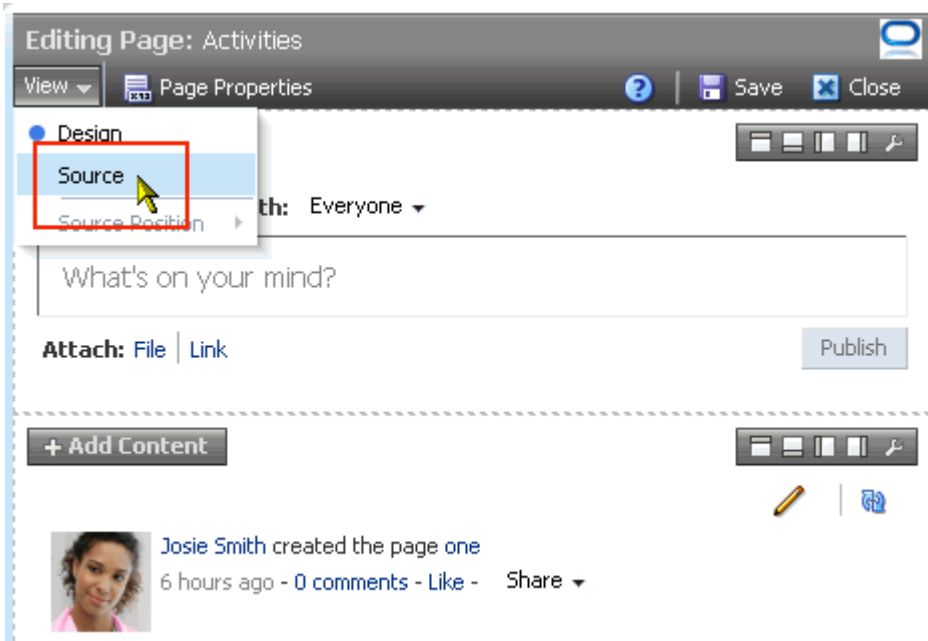 Editing Page: Activities
View Page Properties ? Save Close
Design
Source
th: Everyone
Source Position
What's on your mind?
Attach: File Link Publish
+ Add Content
Josie Smith created the page one
6 hours ago - 0 comments - Like - Share